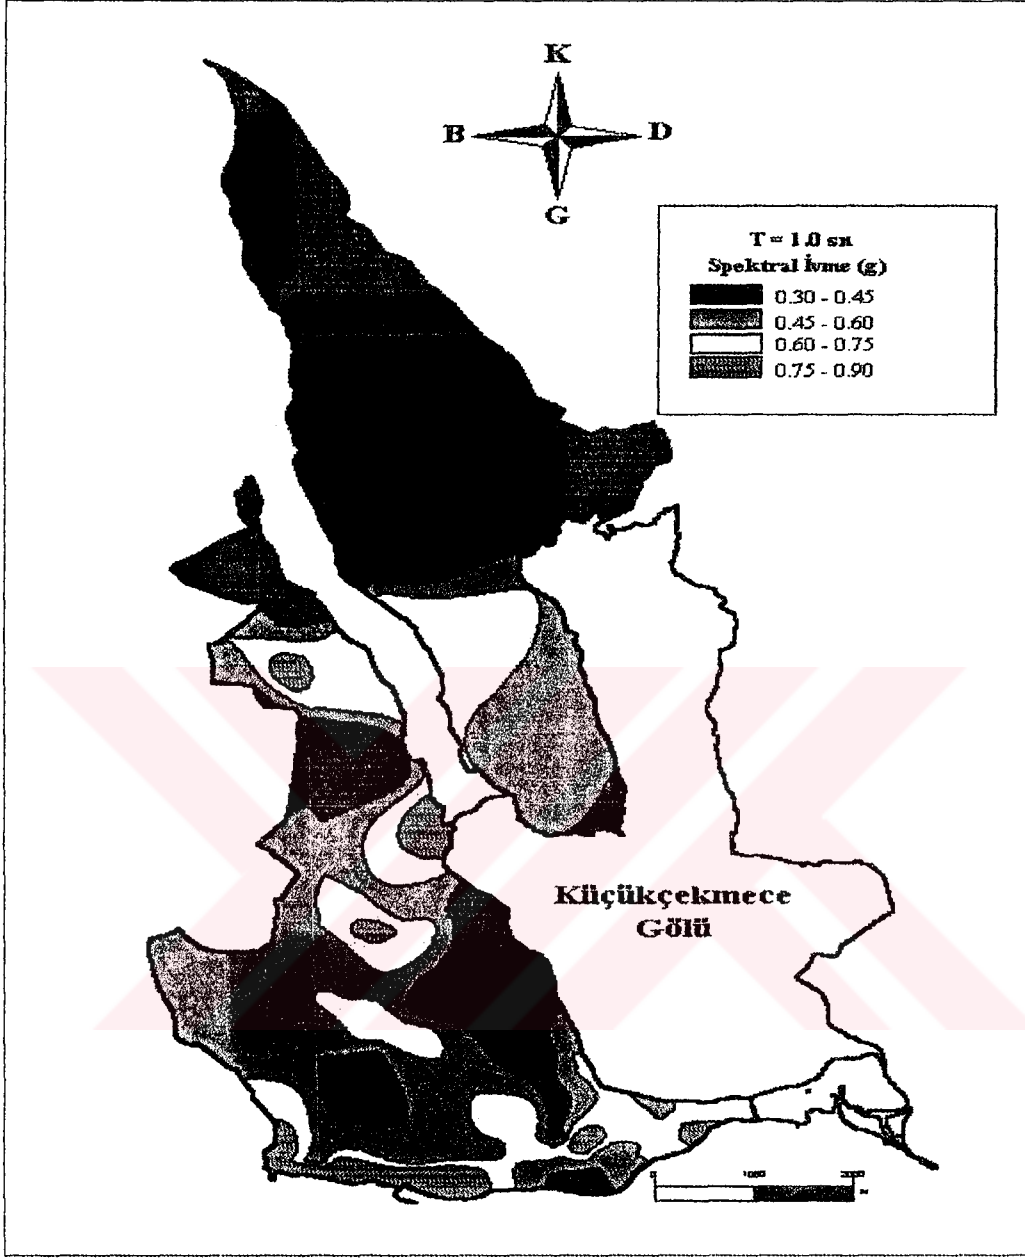 K
B
D
G
T = 1.0 sn
Spektral İvme (g)
0.30 - 0.45
0.45 - 0.60
0.60 - 0.75
0.75 - 0.90
Küçükçekmece
Gölü
0 1000 2000